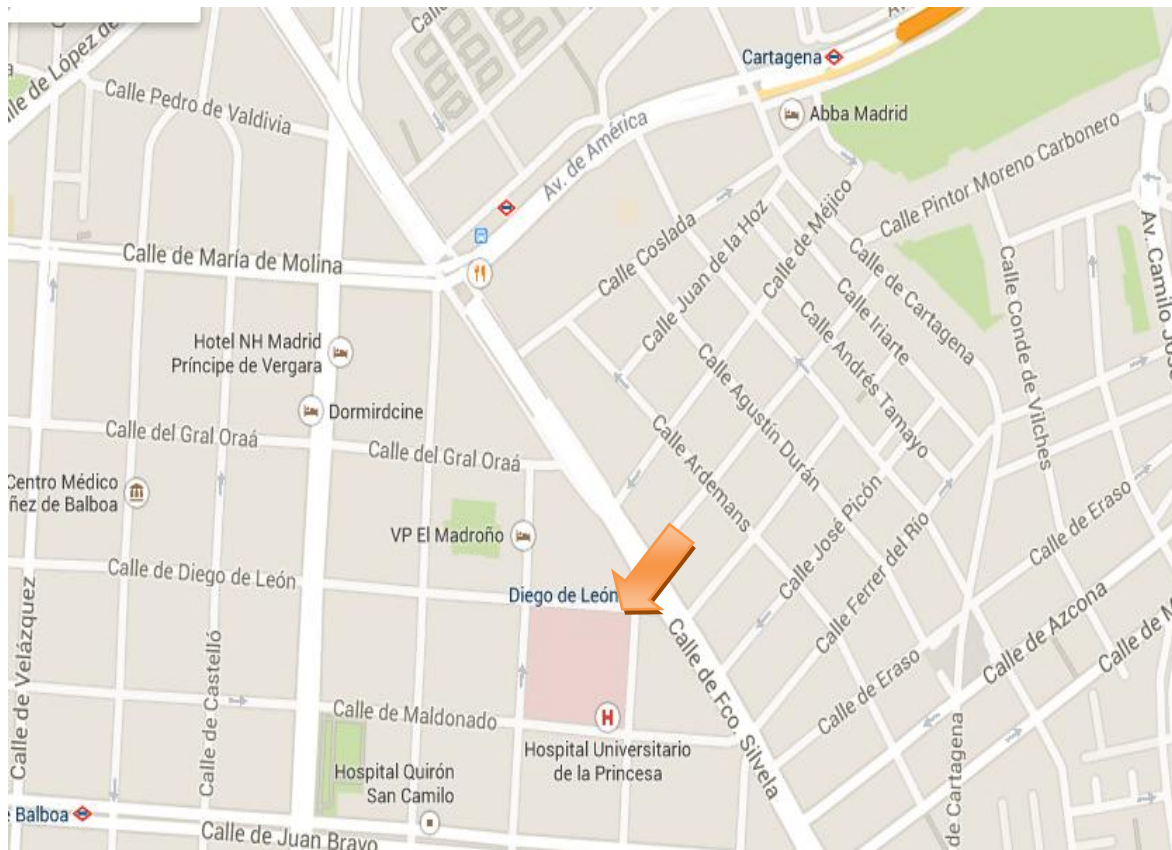 Cartagena
Calle Pedro de Valdivia
Abba Madrid
Av. de América
Calle Pintor Moreno Carbonero
Calle de María de Molina
Calle Coslada
Calle Juan de la Hoz
Calle de Méjico
Calle de Cartagena
Calle Iriarte
Calle Andrés Tamayo
Calle Conde de Vilches
Hotel NH Madrid
Príncipe de Vergara
Dormirdcine
Calle del Gral Oraá
Calle del Gral Oraá
Calle Agustín Durán
Calle Ardemans
Centro Médico
ñez de Balboa
VP El Madroño
Calle José Picón
Calle Ferrer del Río
Calle de Eraso
Calle de Diego de León
Diego de León
Calle de Azcona
Calle de Velázquez
Calle de Castelló
Calle de Fco. Silvela
Calle de Eraso
Calle de
Calle de Maldonado
H
Hospital Universitario
de la Princesa
Hospital Quirón
San Camilo
de Cartagena
Balboa
Calle de Juan Bravo
Av. Camilo